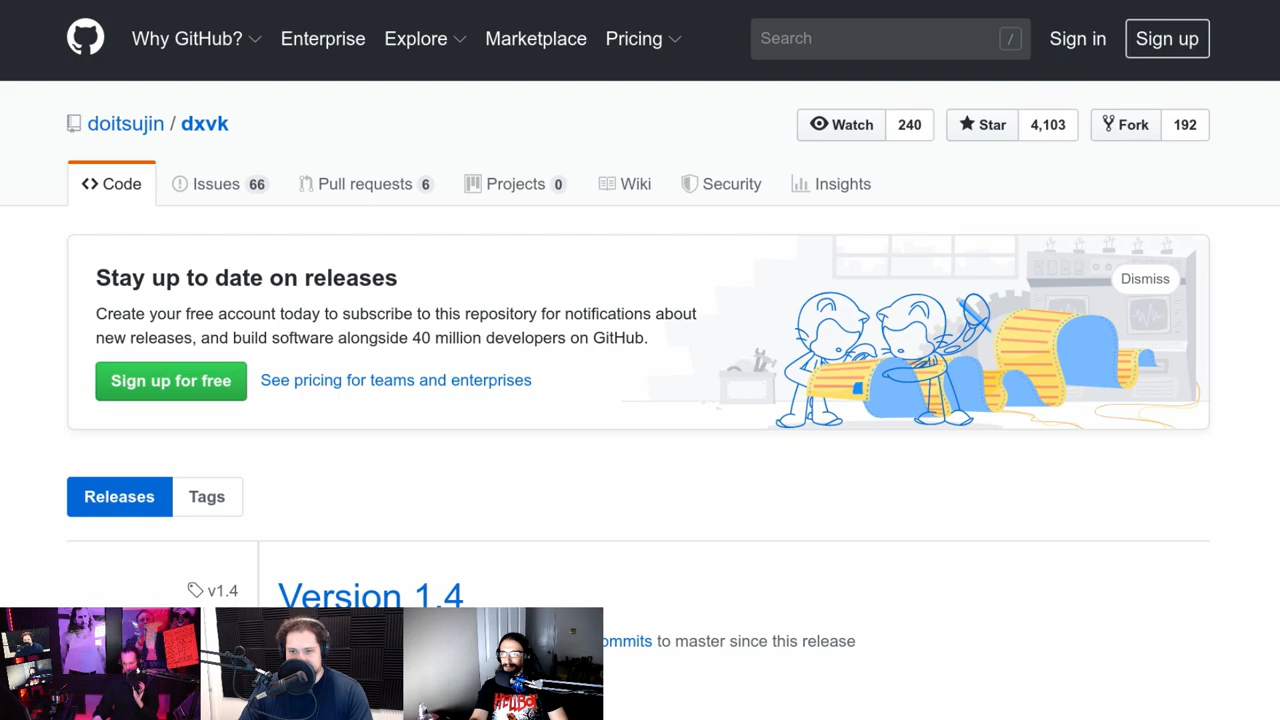 Why GitHub? Enterprise Explore Marketplace Pricing Search / Sign in Sign up
doitsujin / dxvk Watch 240 Star 4,103 Fork 192
Code Issues 66 Pull requests 6 Projects 0 Wiki Security Insights
Stay up to date on releases
Dismiss
Create your free account today to subscribe to this repository for notifications about
new releases, and build software alongside 40 million developers on GitHub.
Sign up for free See pricing for teams and enterprises
Releases Tags
v1.4 Version 1.4
ommits to master since this release
HELLBOY